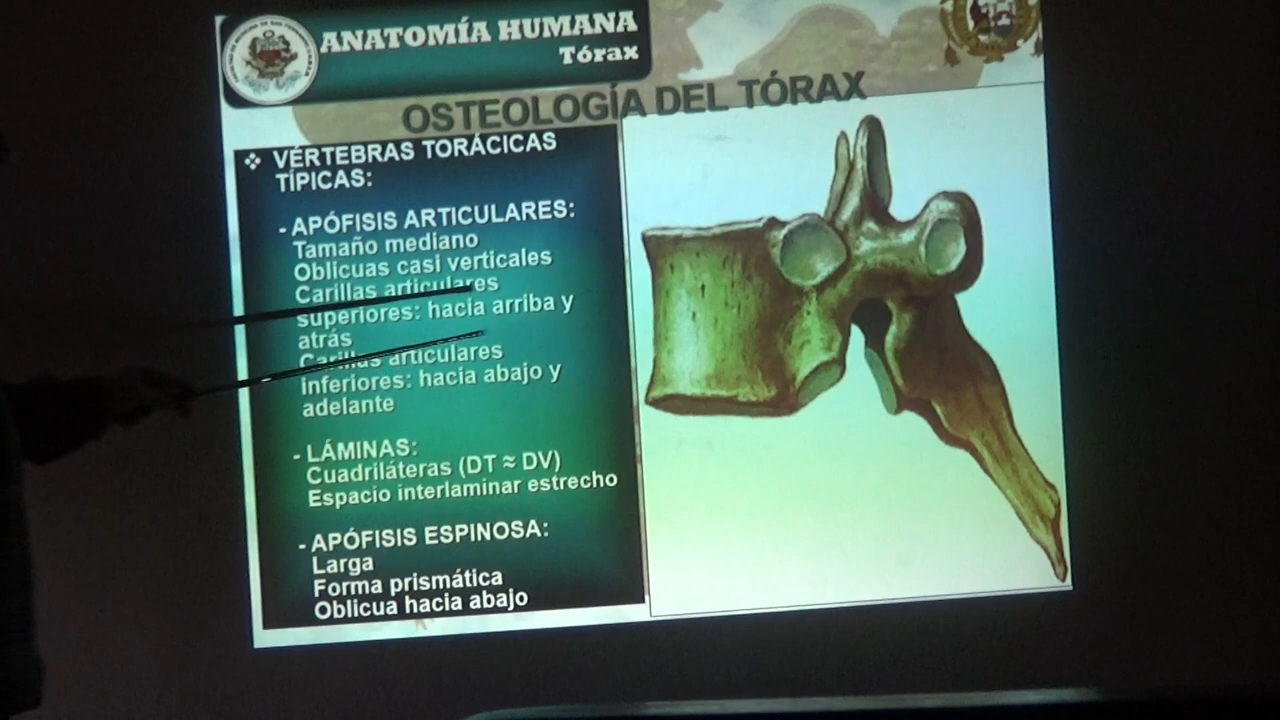 ANATOMÍA HUMANA
Tórax
OSTEOLOGÍA DEL TÓRAX
❖ VÉRTEBRAS TORÁCICAS
TÍPICAS:
- APÓFISIS ARTICULARES:
Tamaño mediano
Oblicuas casi verticales
Carillas articulares
superiores: hacia arriba y
atrás
Carillas articulares
inferiores: hacia abajo y
adelante
- LÁMINAS:
Cuadriláteras (DT ≈ DV)
Espacio interlaminar estrecho
- APÓFISIS ESPINOSA:
Larga
Forma prismática
Oblicua hacia abajo